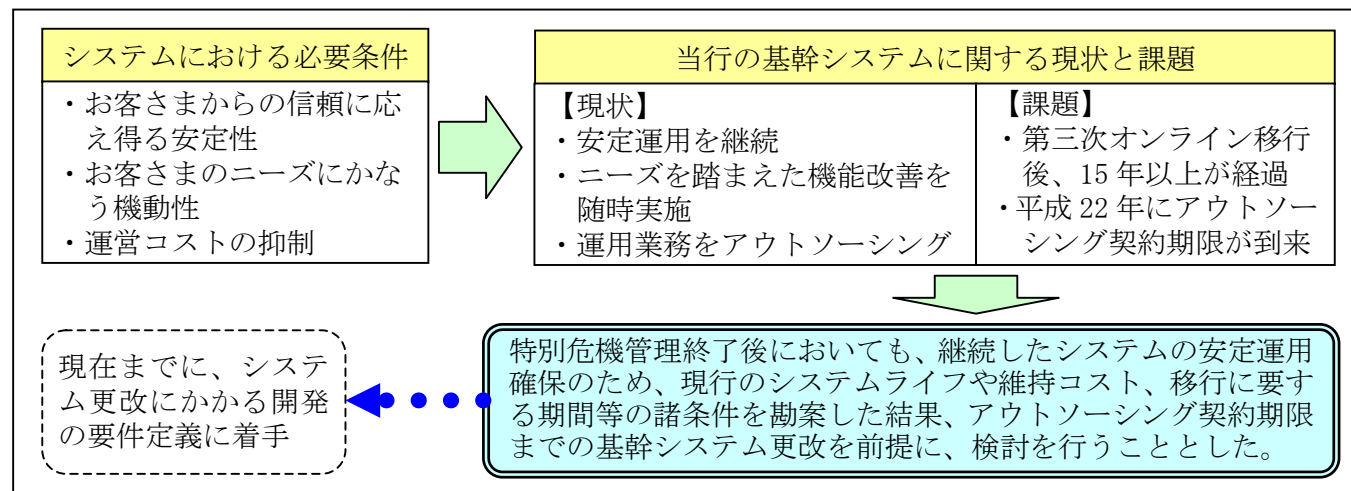 システムにおける必要条件
・お客さまからの信頼に応
え得る安定性
・お客さまのニーズにかな
う機動性
・運営コストの抑制
当行の基幹システムに関する現状と課題
【現状】
・安定運用を継続
・ニーズを踏まえた機能改善を
随時実施
・運用業務をアウトソーシング
【課題】
・第三次オンライン移行
後、15 年以上が経過
・平成 22 年にアウトソー
シング契約期限が到来
特別危機管理終了後においても、継続したシステムの安定運用
確保のため、現行のシステムライフや維持コスト、移行に要す
る期間等の諸条件を勘案した結果、アウトソーシング契約期限
までの基幹システム更改を前提に、検討を行うこととした。
現在までに、システ
ム更改にかかる開発
の要件定義に着手